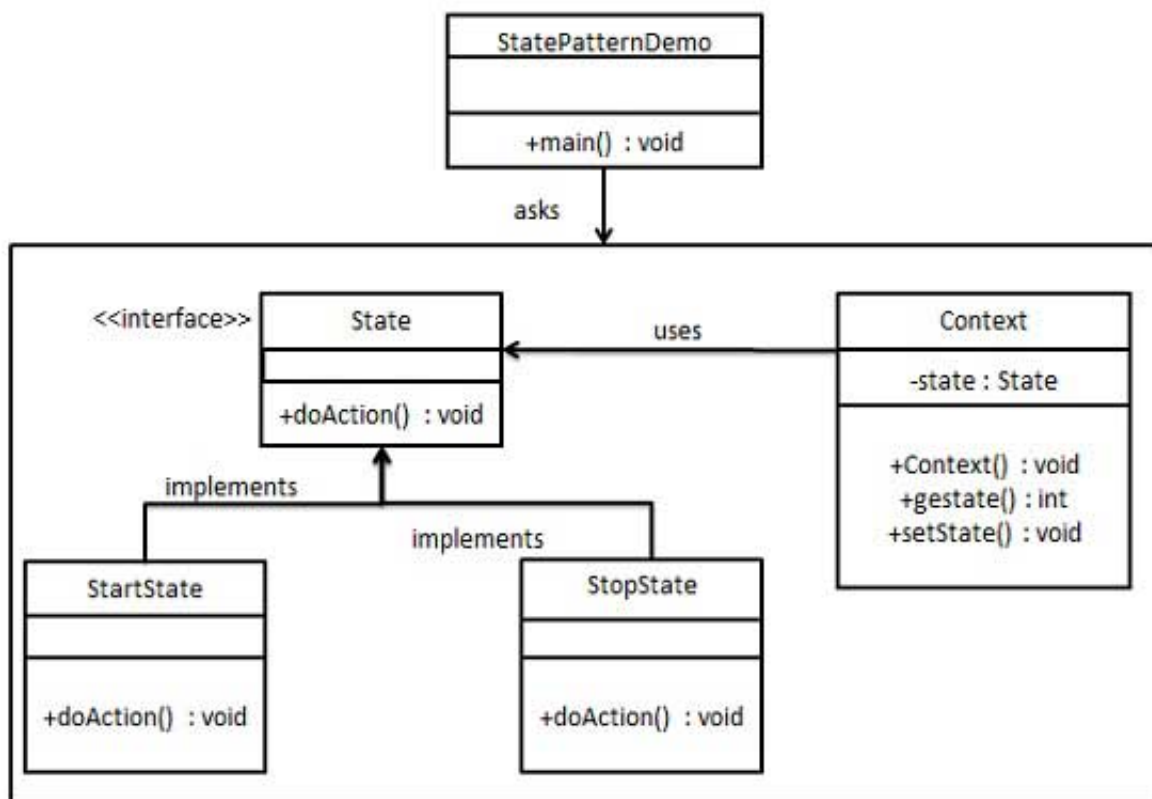 StatePatternDemo
+main() : void
asks
<<interface>>
State
+doAction() : void
uses
Context
-state : State
+Context() : void
+gestate() : int
+setState() : void
implements
implements
StartState
+doAction() : void
StopState
+doAction() : void